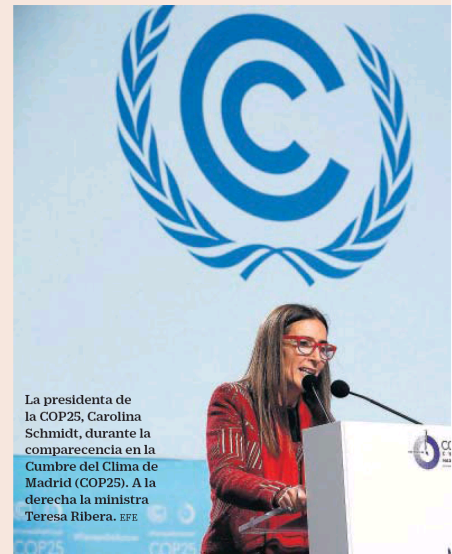 La presidenta de
la COP25, Carolina
Schmidt, durante la
comparecencia en la
Cumbre del Clima de
Madrid (COP25). A la
derecha la ministra
Teresa Ribera. EFE
COP25
COP25